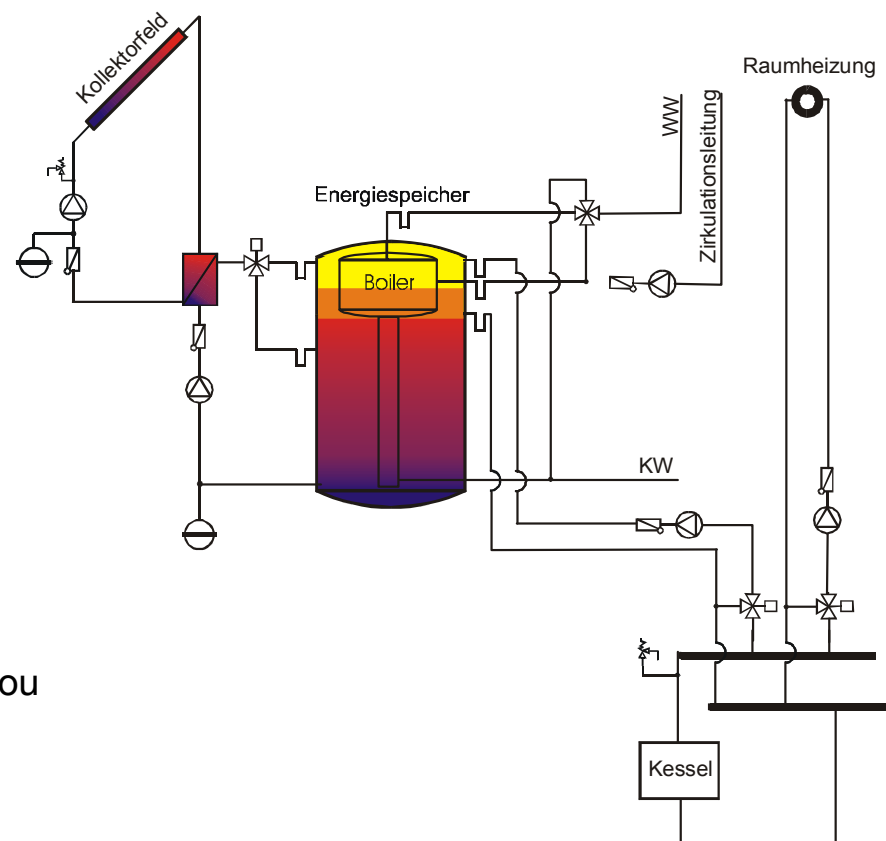 Kollektorfeld
Raumheizung
WW
Zirkulationsleitung
Energiespeicher
Boiler
KW
ou
Kessel